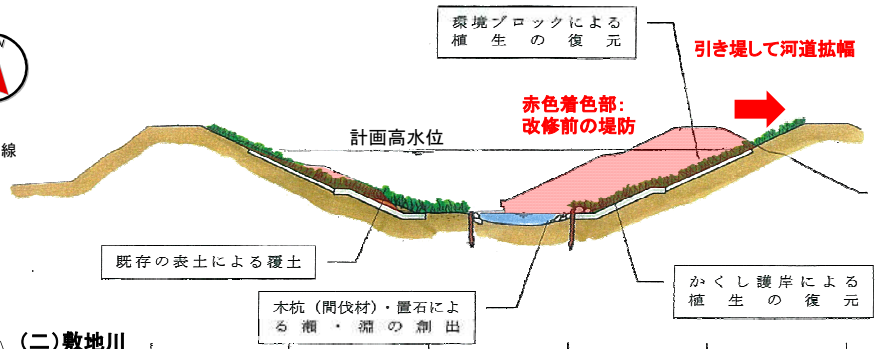 環境ブロックによる
植生の復元
引き堤して河道拡幅
赤色着色部:
改修前の堤防
計画高水位
線
既存の表土による覆土
木杭(間伐材)・置石によ
る瀬・淵の創出
かくし護岸による
植生の復元
(二)敷地川